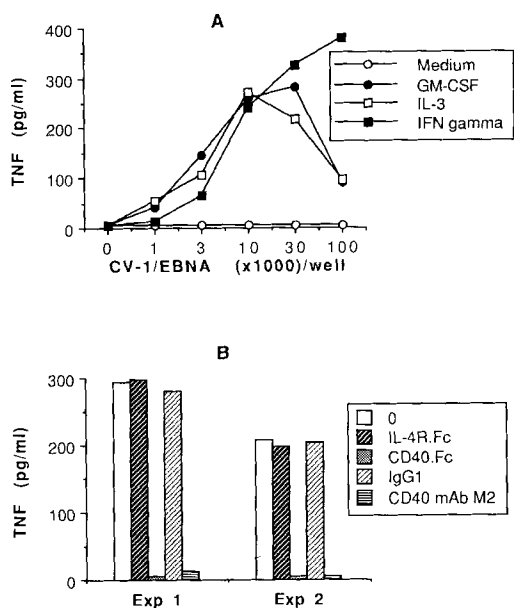 A
400
300
200
100
0
TNF (pg/ml)
Medium
GM-CSF
IL-3
IFN gamma
0 1 3 10 30 100
CV-1/EBNA (x1000)/well
B
300
200
100
0
TNF (pg/ml)
0
IL-4R.Fc
CD40.Fc
IgG1
CD40 mAb M2
Exp 1 Exp 2